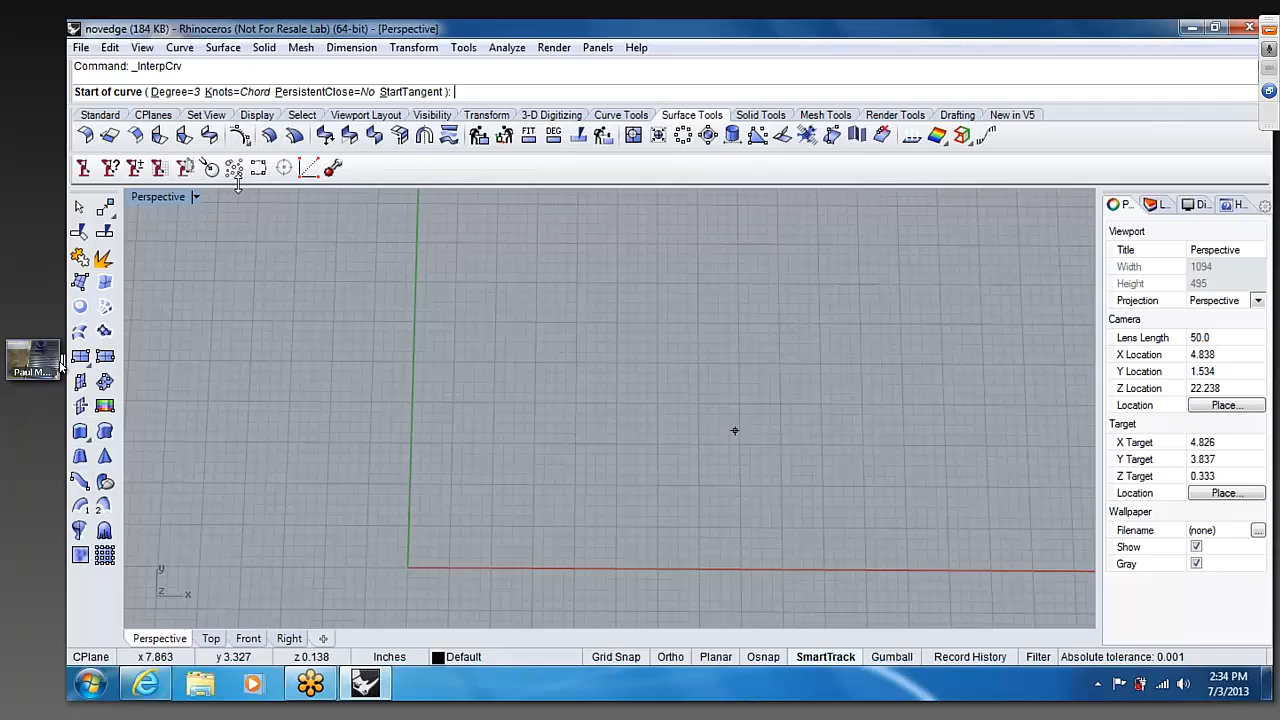 novedge (184 KB) - Rhinoceros (Not For Resale Lab) (64-bit) - [Perspective]
File Edit View Curve Surface Solid Mesh Dimension Transform Tools Analyze Render Panels Help
Command: _InterpCrv
Start of curve ( Degree=3 Knots=Chord PersistentClose=No StartTangent ):
Standard CPlanes Set View Display Select Viewport Layout Visibility Transform 3-D Digitizing Curve Tools Surface Tools Solid Tools Mesh Tools Render Tools Drafting New in V5
FIT DEG
Perspective
P... L... Di... H...
Viewport
Title Perspective
Width 1094
Height 495
Projection Perspective
Camera
Lens Length 50.0
X Location 4.838
Y Location 1.534
Z Location 22.238
Location Place...
Target
X Target 4.826
Y Target 3.837
Z Target 0.333
Location Place...
Wallpaper
Filename (none) ...
Show
Gray
Paul M...
1 2
y
z x
Perspective Top Front Right
CPlane x 7.863 y 3.327 z 0.138 Inches Default Grid Snap Ortho Planar Osnap SmartTrack Gumball Record History Filter Absolute tolerance: 0.001
2:34 PM
7/3/2013